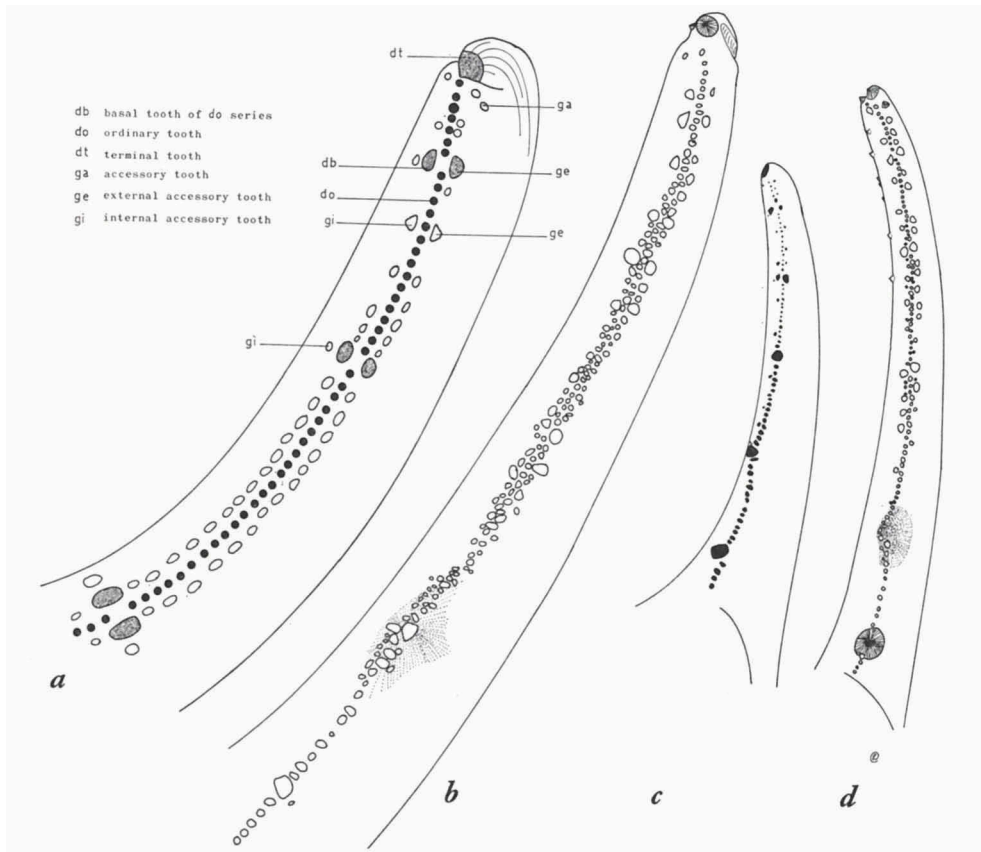 dt
ga
db basal tooth of do series
do ordinary tooth
dt terminal tooth
ga accessory tooth
ge external accessory tooth
gi internal accessory tooth
db
ge
do
gi
ge
gi
a
b
c
d